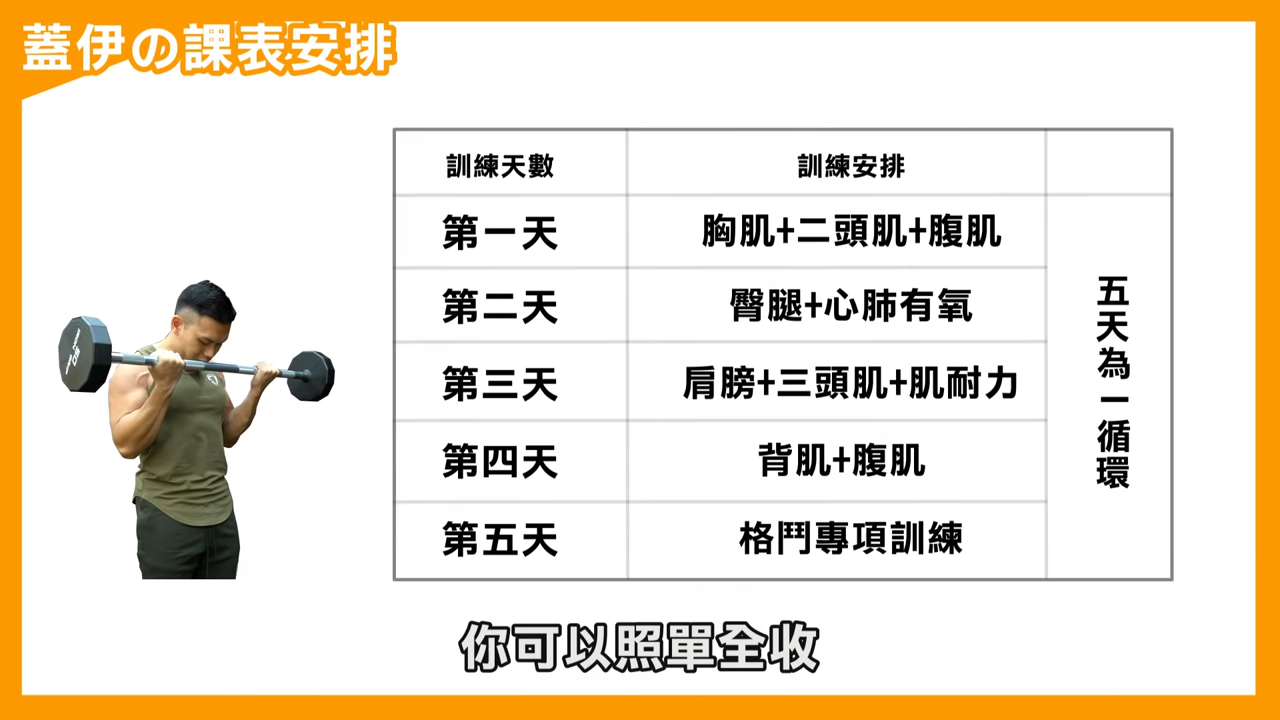 蓋伊の課表安排
訓練天數 訓練安排
第一天 胸肌+二頭肌+腹肌
第二天 臀腿+心肺有氧
第三天 肩膀+三頭肌+肌耐力
第四天 背肌+腹肌
第五天 格鬥專項訓練
五天為一循環
你可以照單全收